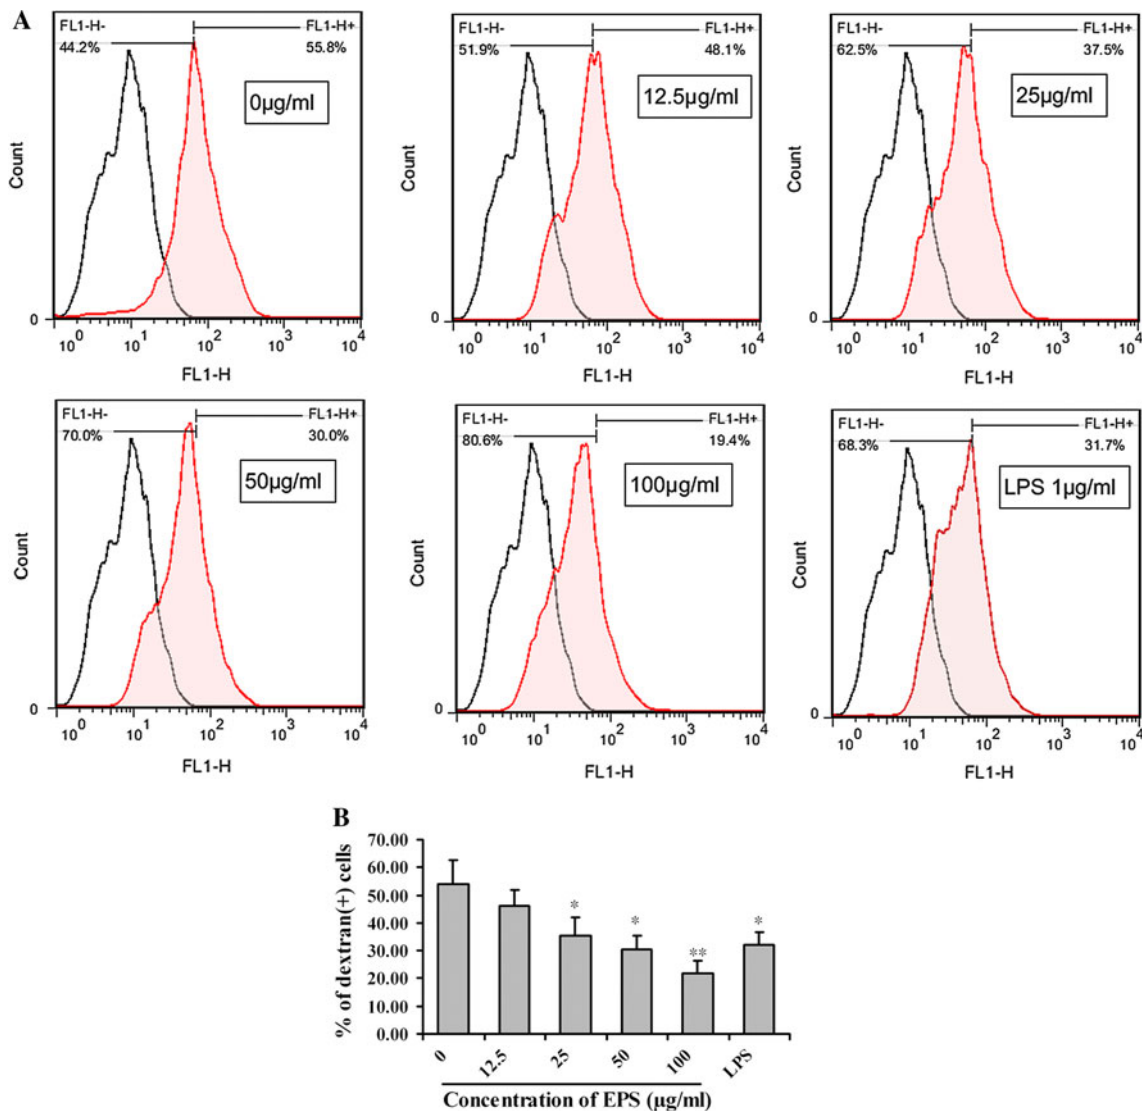 A
FL1-H- FL1-H+
44.2% 55.8%
0µg/ml
Count
0
10^0 10^1 10^2 10^3 10^4
FL1-H
FL1-H- FL1-H+
51.9% 48.1%
12.5µg/ml
Count
0
10^0 10^1 10^2 10^3 10^4
FL1-H
FL1-H- FL1-H+
62.5% 37.5%
25µg/ml
Count
0
10^0 10^1 10^2 10^3 10^4
FL1-H
FL1-H- FL1-H+
70.0% 30.0%
50µg/ml
Count
0
10^0 10^1 10^2 10^3 10^4
FL1-H
FL1-H- FL1-H+
80.6% 19.4%
100µg/ml
Count
0
10^0 10^1 10^2 10^3 10^4
FL1-H
FL1-H- FL1-H+
68.3% 31.7%
LPS 1µg/ml
Count
0
10^0 10^1 10^2 10^3 10^4
FL1-H
B
% of dextran(+) cells
70.00
60.00
50.00
40.00
30.00
20.00
10.00
0.00
* * ** *
0 12.5 25 50 100 LPS
Concentration of EPS (µg/ml)